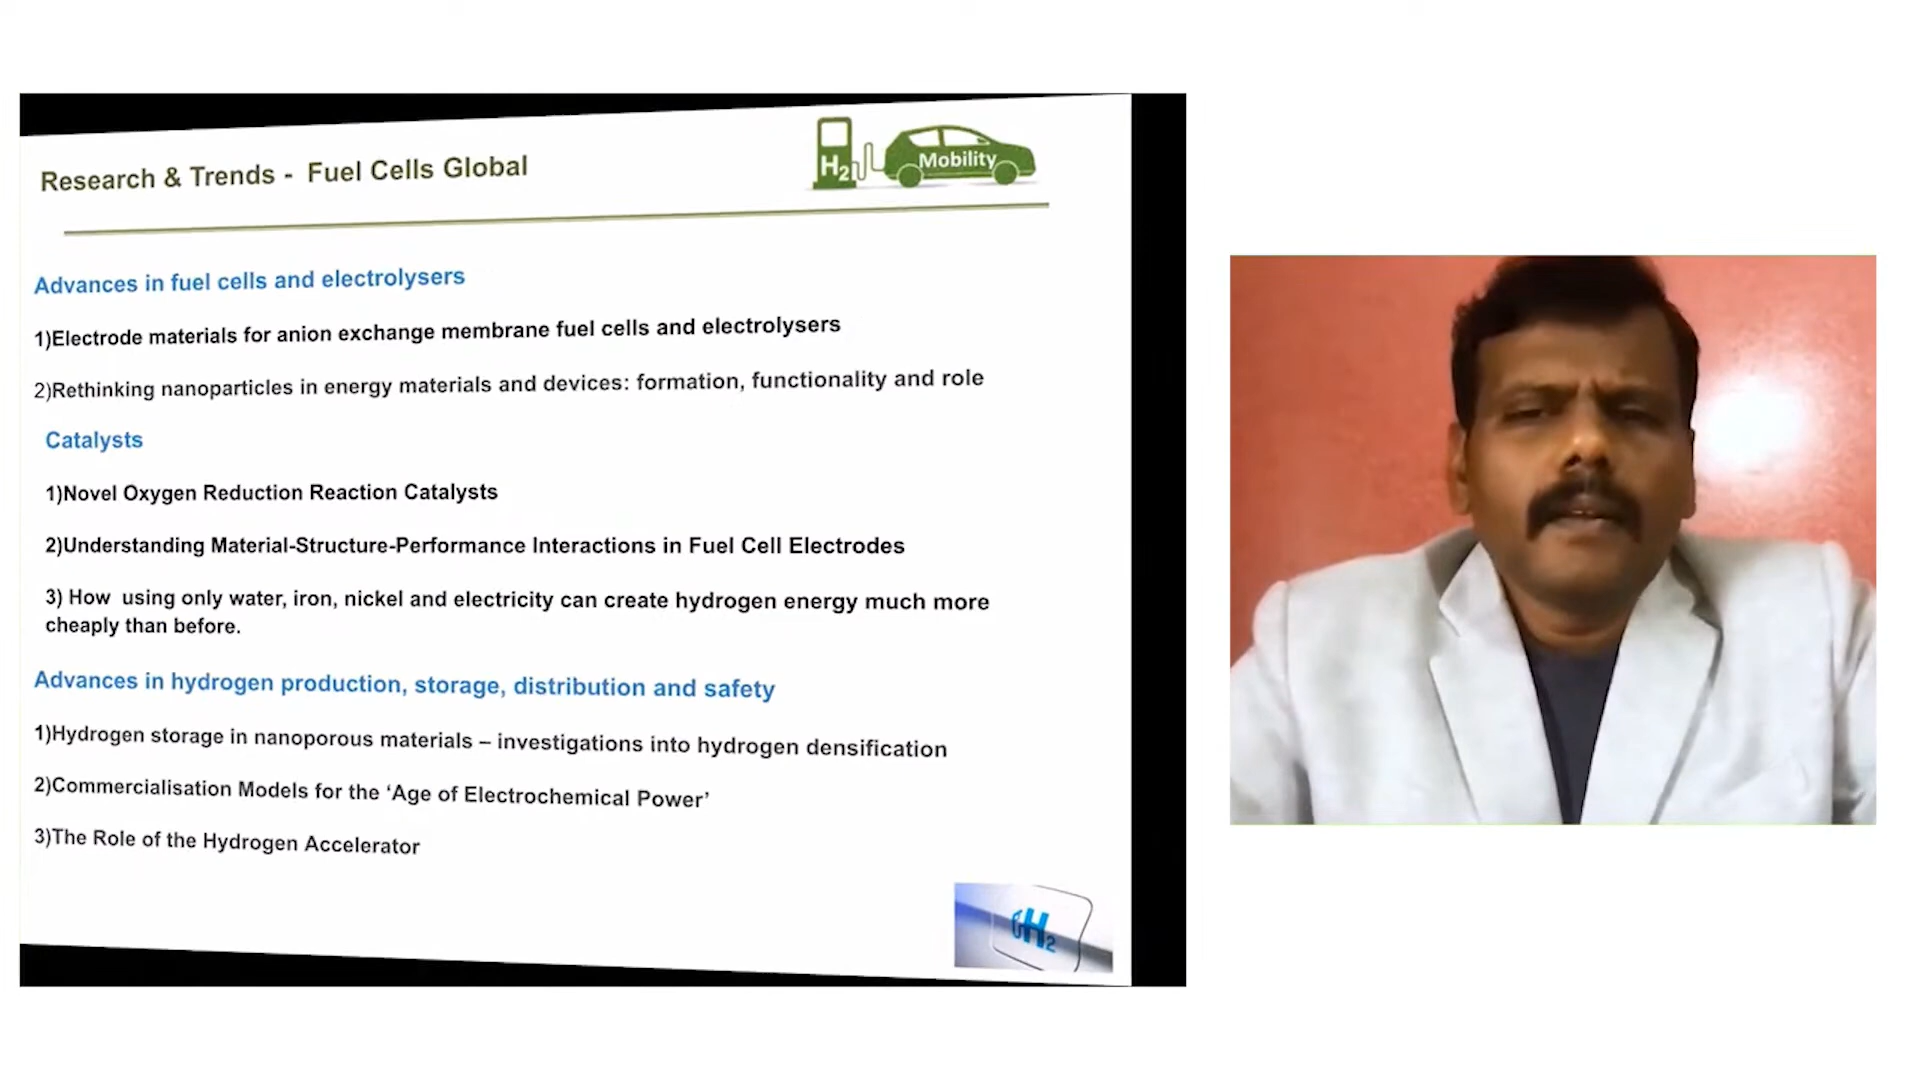 Research & Trends - Fuel Cells Global
H2
Mobility
Advances in fuel cells and electrolysers
1)Electrode materials for anion exchange membrane fuel cells and electrolysers
2)Rethinking nanoparticles in energy materials and devices: formation, functionality and role
Catalysts
1)Novel Oxygen Reduction Reaction Catalysts
2)Understanding Material-Structure-Performance Interactions in Fuel Cell Electrodes
3) How using only water, iron, nickel and electricity can create hydrogen energy much more
cheaply than before.
Advances in hydrogen production, storage, distribution and safety
1)Hydrogen storage in nanoporous materials – investigations into hydrogen densification
2)Commercialisation Models for the ‘Age of Electrochemical Power’
3)The Role of the Hydrogen Accelerator
H2